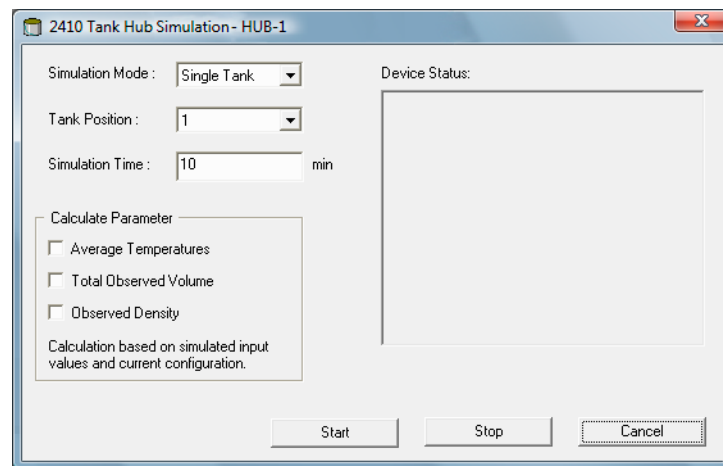 2410 Tank Hub Simulation - HUB-1
Simulation Mode : Single Tank
Tank Position : 1
Simulation Time : 10 min
Calculate Parameter
Average Temperatures
Total Observed Volume
Observed Density
Calculation based on simulated input
values and current configuration.
Device Status:
Start Stop Cancel